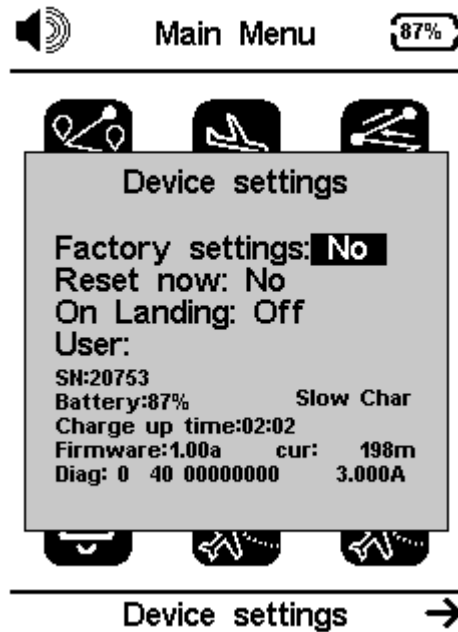 Main Menu 87%
Device settings
Factory settings: No
Reset now: No
On Landing: Off
User:
SN:20753
Battery:87% Slow Char
Charge up time:02:02
Firmware:1.00a cur: 198m
Diag: 0 40 00000000 3.000A
Device settings